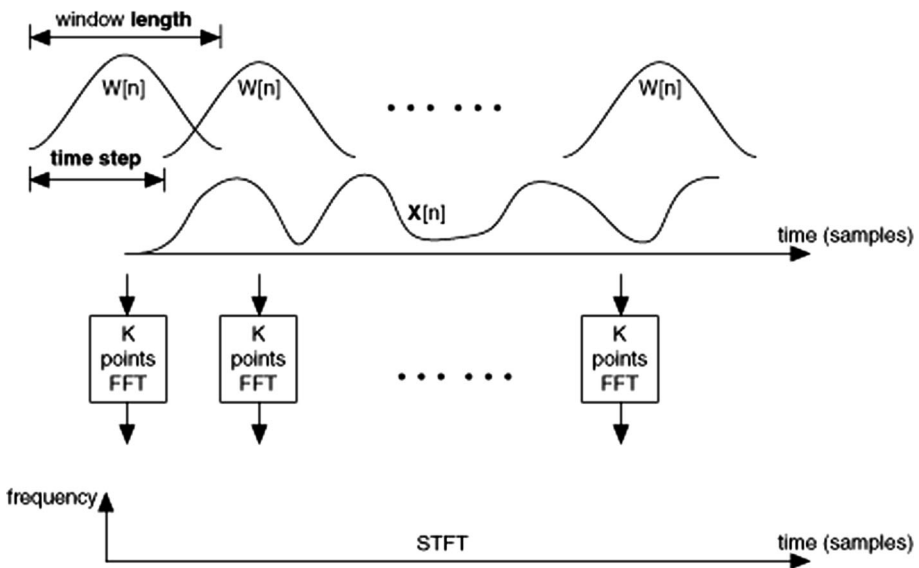 window length
W[n]
W[n]
W[n]
time step
X[n]
time (samples)
K
points
FFT
K
points
FFT
K
points
FFT
frequency
STFT
time (samples)